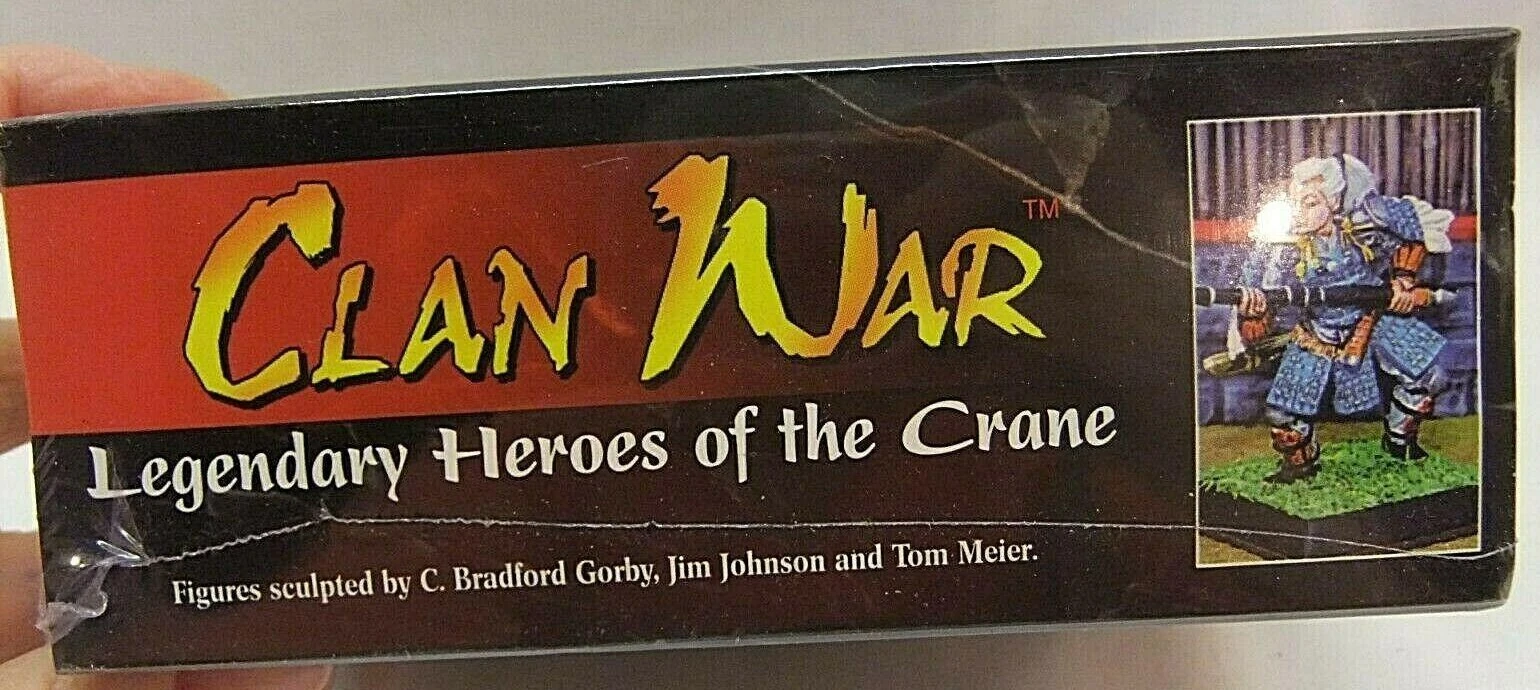 Clan War™
Legendary Heroes of the Crane
Figures sculpted by C. Bradford Gorby, Jim Johnson and Tom Meier.